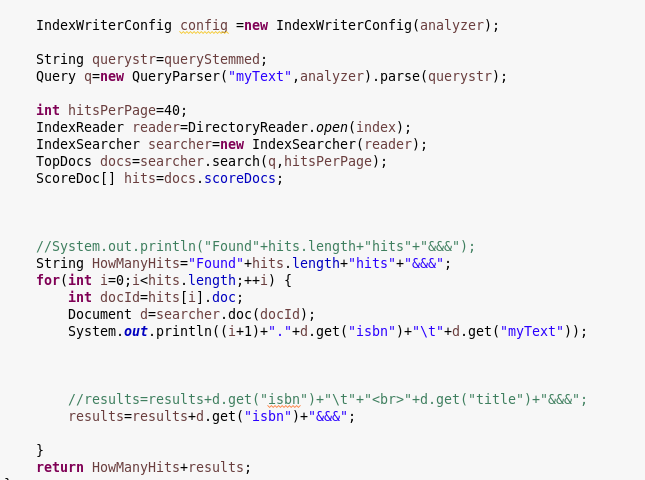 IndexWriterConfig config =new IndexWriterConfig(analyzer);
String querystr=queryStemmed;
Query q=new QueryParser("myText",analyzer).parse(querystr);
int hitsPerPage=40;
IndexReader reader=DirectoryReader.open(index);
IndexSearcher searcher=new IndexSearcher(reader);
TopDocs docs=searcher.search(q,hitsPerPage);
ScoreDoc[] hits=docs.scoreDocs;
//System.out.println("Found"+hits.length+"hits"+"&&&");
String HowManyHits="Found"+hits.length+"hits"+"&&&";
for(int i=0;i<hits.length;++i) {
int docId=hits[i].doc;
Document d=searcher.doc(docId);
System.out.println((i+1)+"."+d.get("isbn")+"\t"+d.get("myText"));
//results=results+d.get("isbn")+"\t"+"<br>"+d.get("title")+"&&&";
results=results+d.get("isbn")+"&&&";
}
return HowManyHits+results;